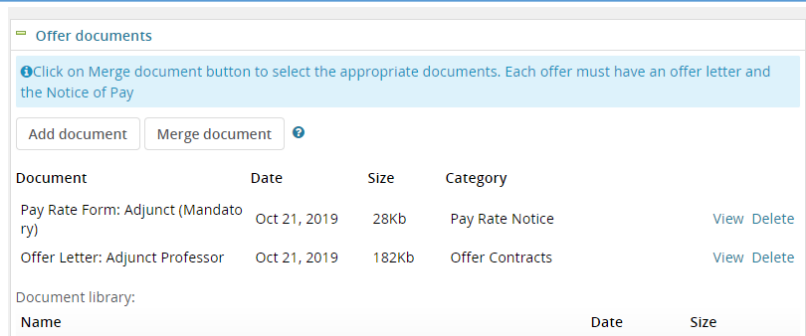 Offer documents
Click on Merge document button to select the appropriate documents. Each offer must have an offer letter and
the Notice of Pay
Add document Merge document ?
Document Date Size Category
Pay Rate Form: Adjunct (Mandato
ry) Oct 21, 2019 28Kb Pay Rate Notice View Delete
Offer Letter: Adjunct Professor Oct 21, 2019 182Kb Offer Contracts View Delete
Document library:
Name Date Size